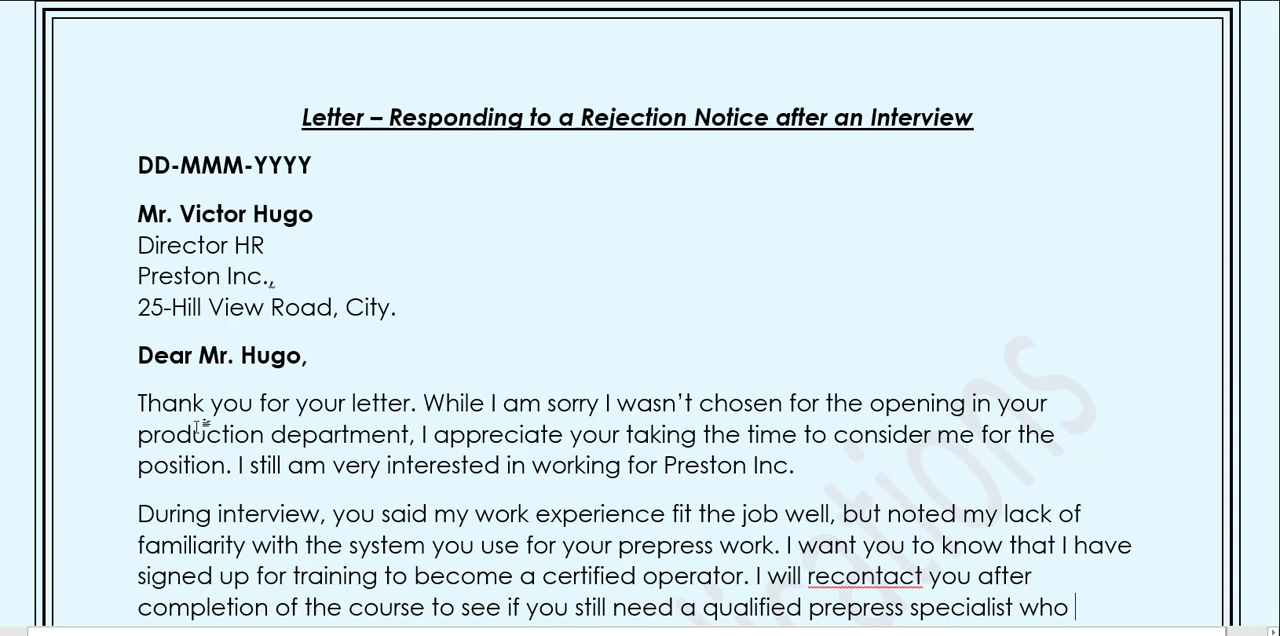 Letter – Responding to a Rejection Notice after an Interview
DD-MMM-YYYY
Mr. Victor Hugo
Director HR
Preston Inc.,
25-Hill View Road, City.
Dear Mr. Hugo,
Thank you for your letter. While I am sorry I wasn’t chosen for the opening in your
production department, I appreciate your taking the time to consider me for the
position. I still am very interested in working for Preston Inc.
During interview, you said my work experience fit the job well, but noted my lack of
familiarity with the system you use for your prepress work. I want you to know that I have
signed up for training to become a certified operator. I will recontact you after
completion of the course to see if you still need a qualified prepress specialist who